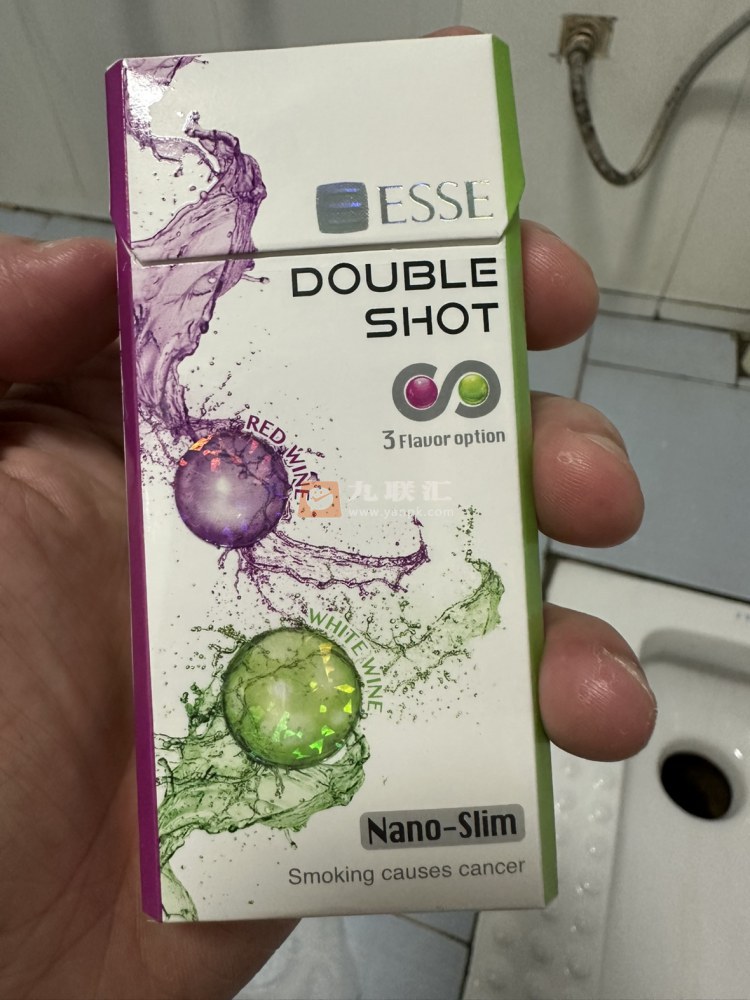 ESSE
DOUBLE
SHOT
3 Flavor option
RED WINE
九联汇
WHITE WINE
Nano-Slim
Smoking causes cancer